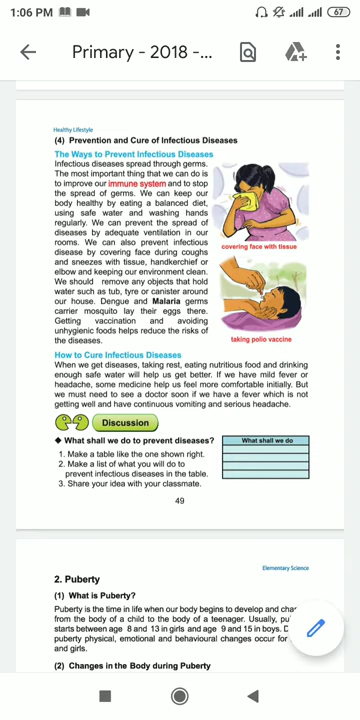 1:06 PM
67
Primary - 2018 -...
Healthy Lifestyle
(4) Prevention and Cure of Infectious Diseases
The Ways to Prevent Infectious Diseases
Infectious diseases spread through germs.
The most important thing that we can do is
to improve our immune system and to stop
the spread of germs. We can keep our
body healthy by eating a balanced diet,
using safe water and washing hands
regularly. We can prevent the spread of
diseases by adequate ventilation in our
rooms. We can also prevent infectious
disease by covering face during coughs
and sneezes with tissue, handkerchief or
elbow and keeping our environment clean.
We should remove any objects that hold
water such as tub, tyre or canister around
our house. Dengue and Malaria germs
carrier mosquito lay their eggs there.
Getting vaccination and avoiding
unhygienic foods helps reduce the risks of
the diseases.
covering face with tissue
taking polio vaccine
How to Cure Infectious Diseases
When we get diseases, taking rest, eating nutritious food and drinking
enough safe water will help us get better. If we have mild fever or
headache, some medicine help us feel more comfortable initially. But
we must need to see a doctor soon if we have a fever which is not
getting well and have continuous vomiting and serious headache.
Discussion
◆ What shall we do to prevent diseases?
1. Make a table like the one shown right.
2. Make a list of what you will do to
prevent infectious diseases in the table.
3. Share your idea with your classmate.
What shall we do
49
Elementary Science
2. Puberty
(1) What is Puberty?
Puberty is the time in life when our body begins to develop and
from the body of a child to the body of a teenager. Usually,
starts between age 8 and 13 in girls and age 9 and 15 in boys.
puberty physical, emotional and behavioural changes occur for
and girls.
(2) Changes in the Body during Puberty